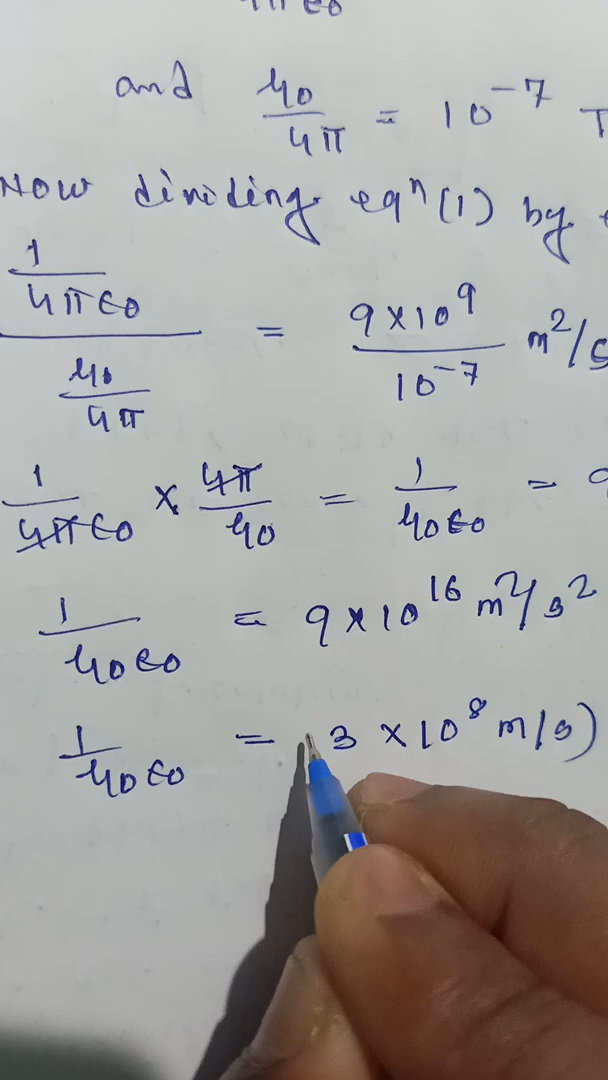 4πϵ0
and μ0/4π = 10^-7 T
Now dividing eqⁿ(1) by
(1/4πϵ0)/(μ0/4π) = 9×10^9/10^-7 m²/s
1/4πϵ0 × 4π/μ0 = 1/μ0ϵ0 = 9
1/μ0ϵ0 = 9×10^16 m²/s²
1/μ0ϵ0 = 3×10^8 m/s)